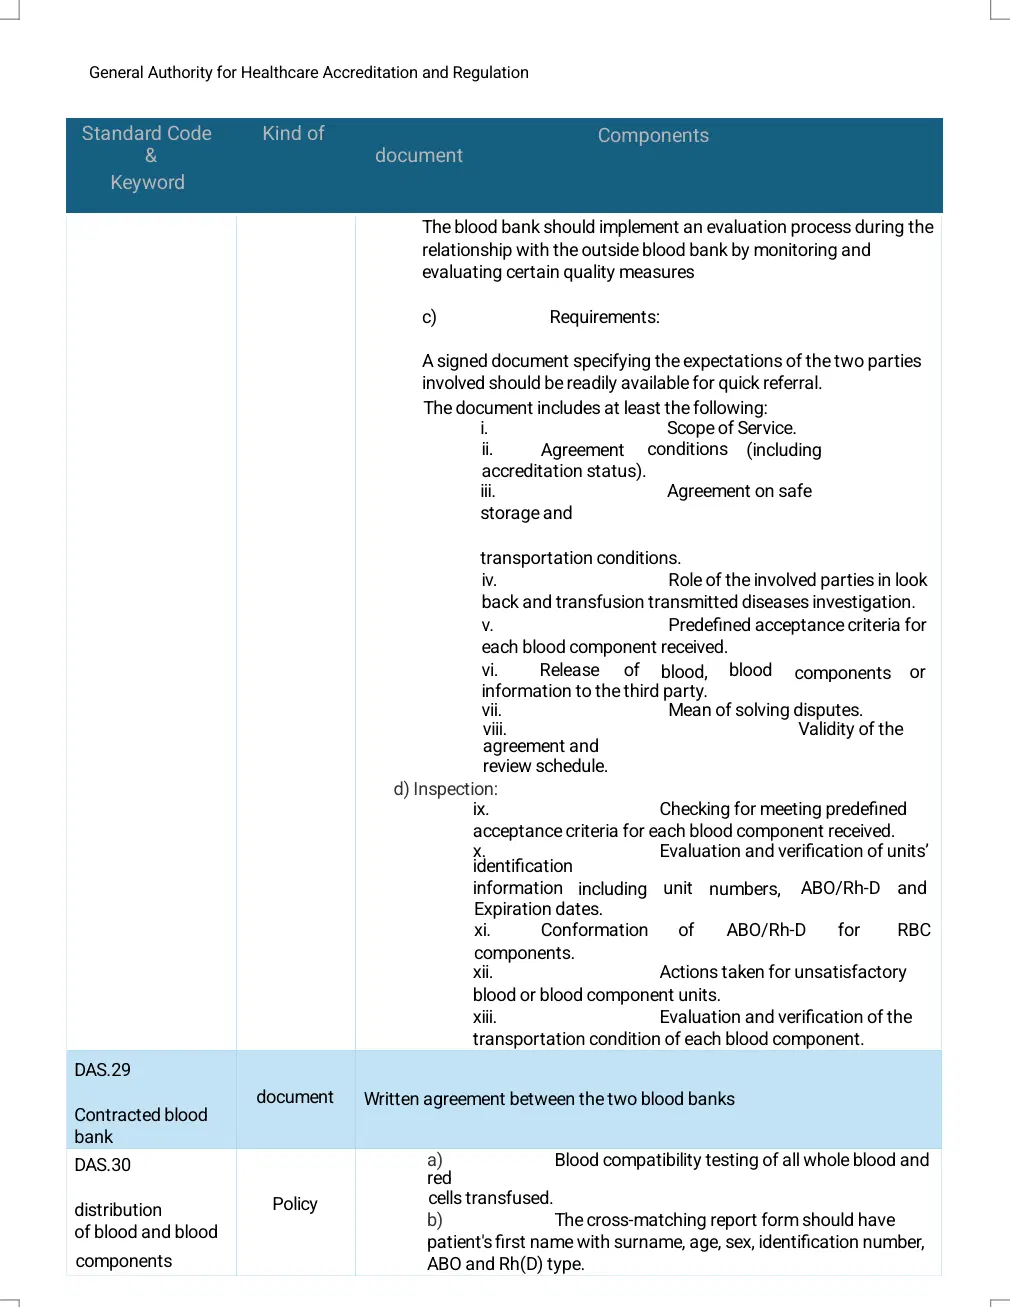 General Authority for Healthcare Accreditation and Regulation
Standard Code
&
Keyword
Kind of
document
Components
The blood bank should implement an evaluation process during the
relationship with the outside blood bank by monitoring and
evaluating certain quality measures
c) Requirements:
A signed document specifying the expectations of the two parties
involved should be readily available for quick referral.
The document includes at least the following:
i. Scope of Service.
ii. Agreement conditions (including
accreditation status).
iii. Agreement on safe
storage and
transportation conditions.
iv. Role of the involved parties in look
back and transfusion transmitted diseases investigation.
v. Predefined acceptance criteria for
each blood component received.
vi. Release of blood, blood components or
information to the third party.
vii. Mean of solving disputes.
viii. Validity of the
agreement and
review schedule.
d) Inspection:
ix. Checking for meeting predefined
acceptance criteria for each blood component received.
x. Evaluation and verification of units’
identification
information including unit numbers, ABO/Rh-D and
Expiration dates.
xi. Conformation of ABO/Rh-D for RBC
components.
xii. Actions taken for unsatisfactory
blood or blood component units.
xiii. Evaluation and verification of the
transportation condition of each blood component.
DAS.29
Contracted blood
bank
document
Written agreement between the two blood banks
DAS.30
distribution
of blood and blood
components
Policy
a) Blood compatibility testing of all whole blood and
red
cells transfused.
b) The cross-matching report form should have
patient's first name with surname, age, sex, identification number,
ABO and Rh(D) type.